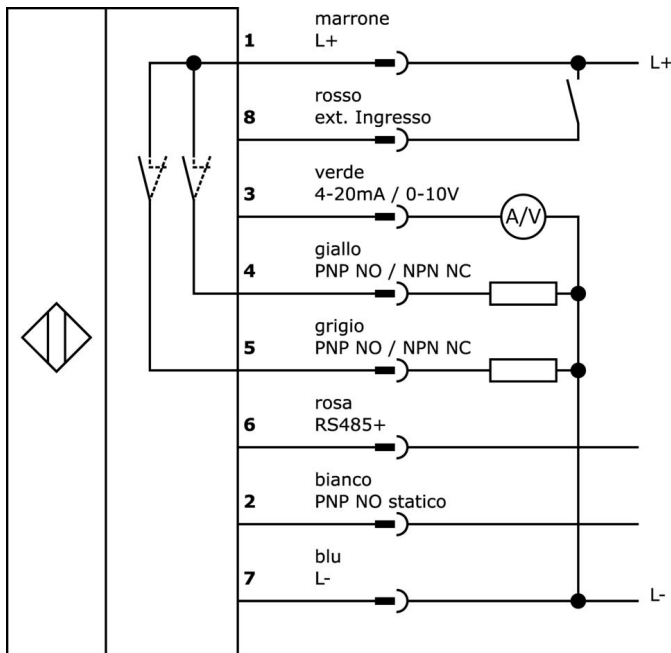 marrone
1 L+ L+
rosso
8 ext. Ingresso
verde
3 4-20mA / 0-10V
A/V
giallo
4 PNP NO / NPN NC
grigio
5 PNP NO / NPN NC
rosa
6 RS485+
bianco
2 PNP NO statico
blu
7 L- L-